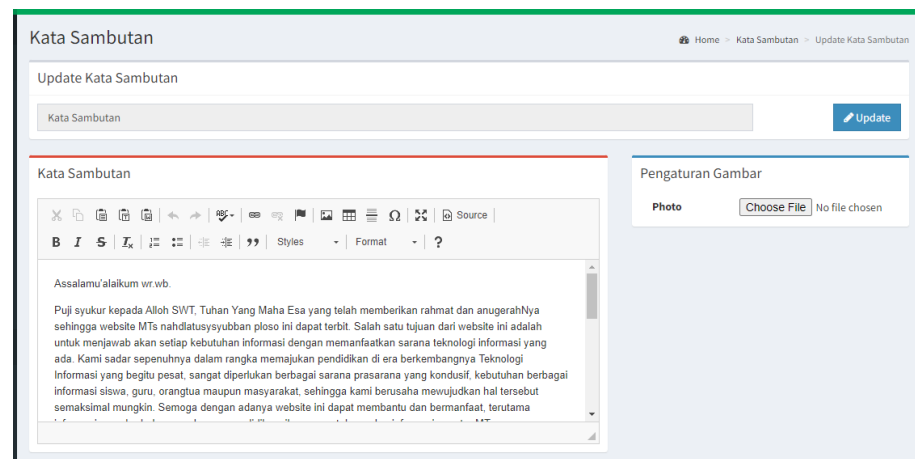 Kata Sambutan
Home > Kata Sambutan > Update Kata Sambutan
Update Kata Sambutan
Kata Sambutan
Update
Kata Sambutan
Pengaturan Gambar
Photo
Choose File No file chosen
Source
B I S Ix Styles Format ?
Assalamu'alaikum wr.wb.
Puji syukur kepada Alloh SWT, Tuhan Yang Maha Esa yang telah memberikan rahmat dan anugerahNya
sehingga website MTs nahdlatusysyubban ploso ini dapat terbit. Salah satu tujuan dari website ini adalah
untuk menjawab akan setiap kebutuhan informasi dengan memanfaatkan sarana teknologi informasi yang
ada. Kami sadar sepenuhnya dalam rangka memajukan pendidikan di era berkembangnya Teknologi
Informasi yang begitu pesat, sangat diperlukan berbagai sarana prasarana yang kondusif, kebutuhan berbagai
informasi siswa, guru, orangtua maupun masyarakat, sehingga kami berusaha mewujudkan hal tersebut
semaksimal mungkin. Semoga dengan adanya website ini dapat membantu dan bermanfaat, terutama